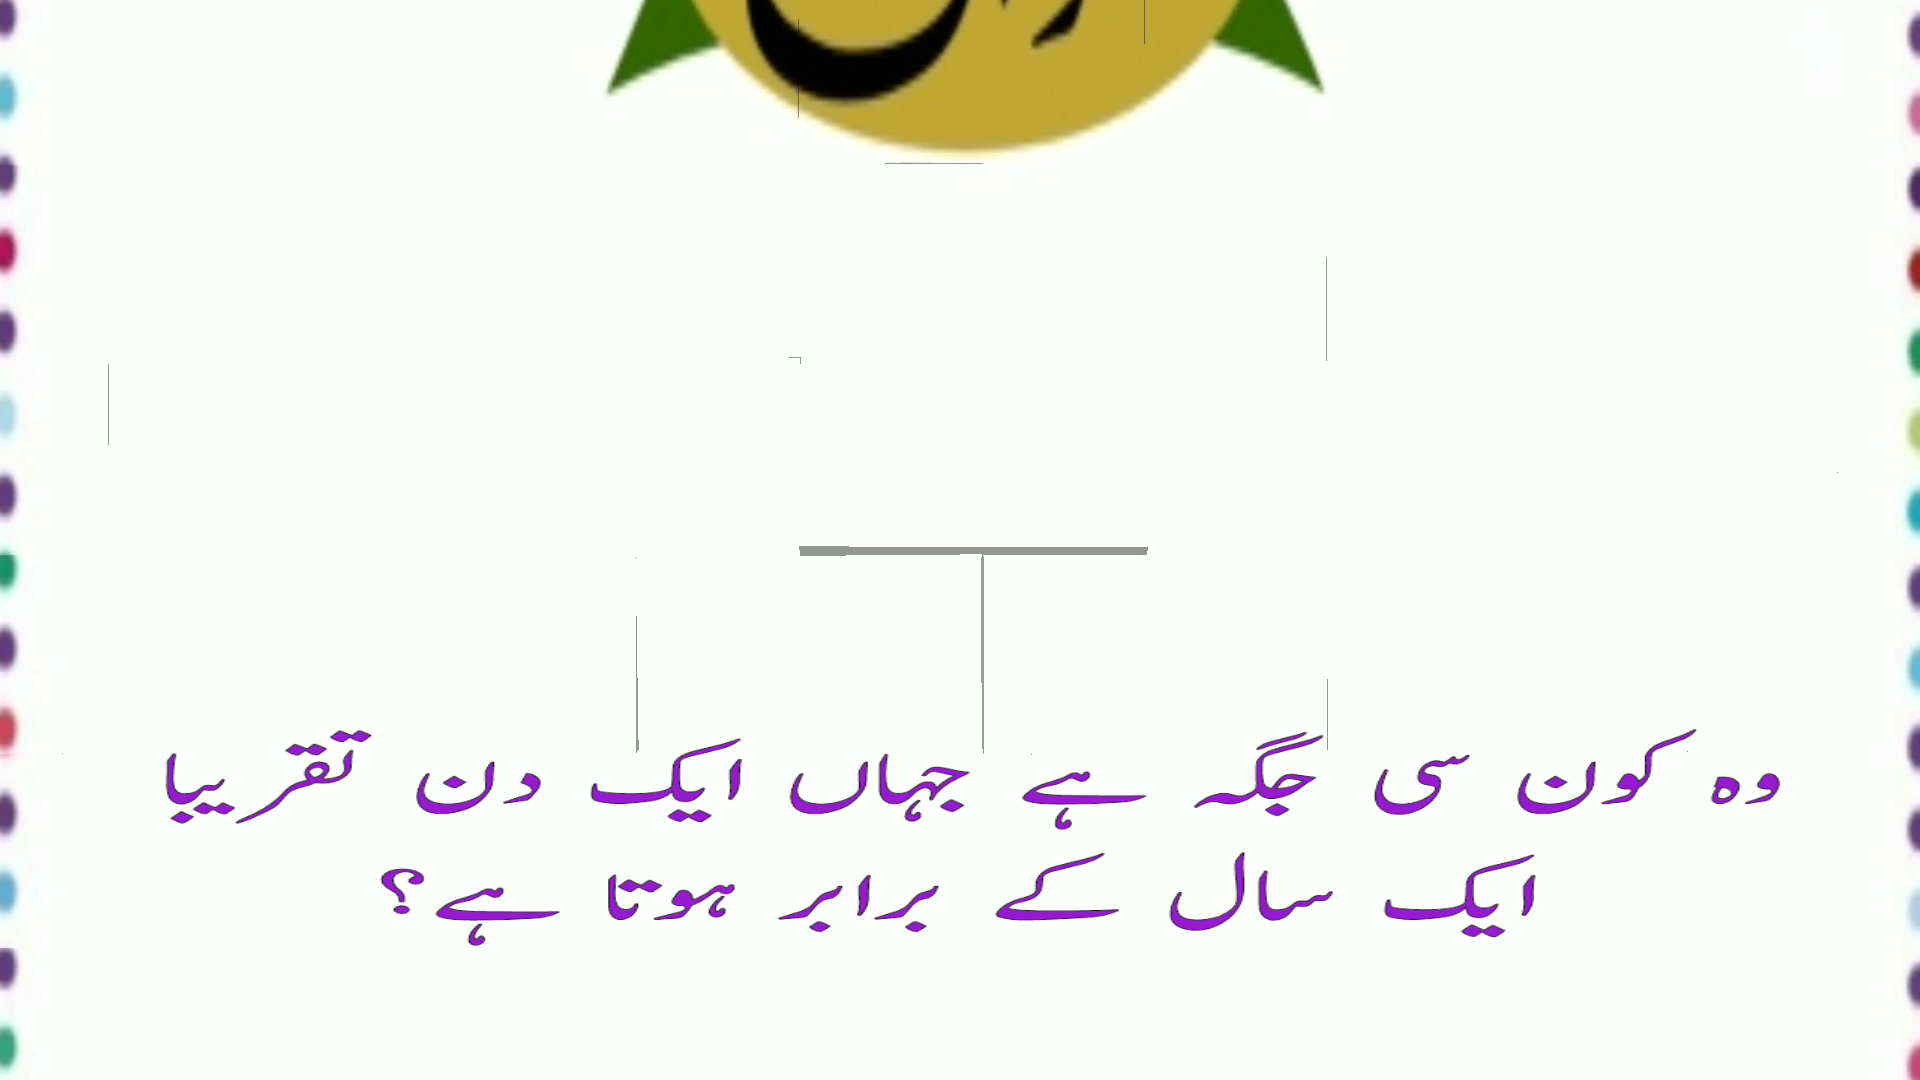 وہ کون سی جگہ ہے جہاں ایک دن تقریبا
ایک سال کے برابر ہوتا ہے؟